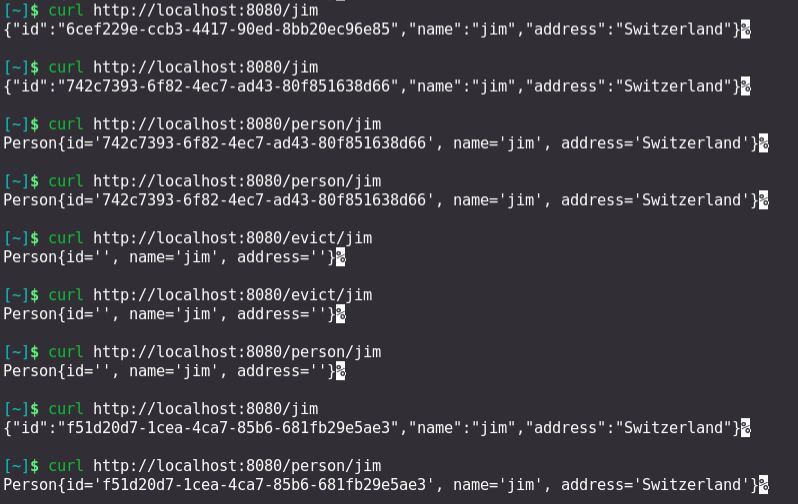 [~]$ curl http://localhost:8080/jim
{"id":"6cef229e-ccb3-4417-90ed-8bb20ec96e85","name":"jim","address":"Switzerland"}%
[~]$ curl http://localhost:8080/jim
{"id":"742c7393-6f82-4ec7-ad43-80f851638d66","name":"jim","address":"Switzerland"}%
[~]$ curl http://localhost:8080/person/jim
Person{id='742c7393-6f82-4ec7-ad43-80f851638d66', name='jim', address='Switzerland'}%
[~]$ curl http://localhost:8080/person/jim
Person{id='742c7393-6f82-4ec7-ad43-80f851638d66', name='jim', address='Switzerland'}%
[~]$ curl http://localhost:8080/evict/jim
Person{id='', name='jim', address=''}%
[~]$ curl http://localhost:8080/evict/jim
Person{id='', name='jim', address=''}%
[~]$ curl http://localhost:8080/person/jim
Person{id='', name='jim', address=''}%
[~]$ curl http://localhost:8080/jim
{"id":"f51d20d7-1cea-4ca7-85b6-681fb29e5ae3","name":"jim","address":"Switzerland"}%
[~]$ curl http://localhost:8080/person/jim
Person{id='f51d20d7-1cea-4ca7-85b6-681fb29e5ae3', name='jim', address='Switzerland'}%